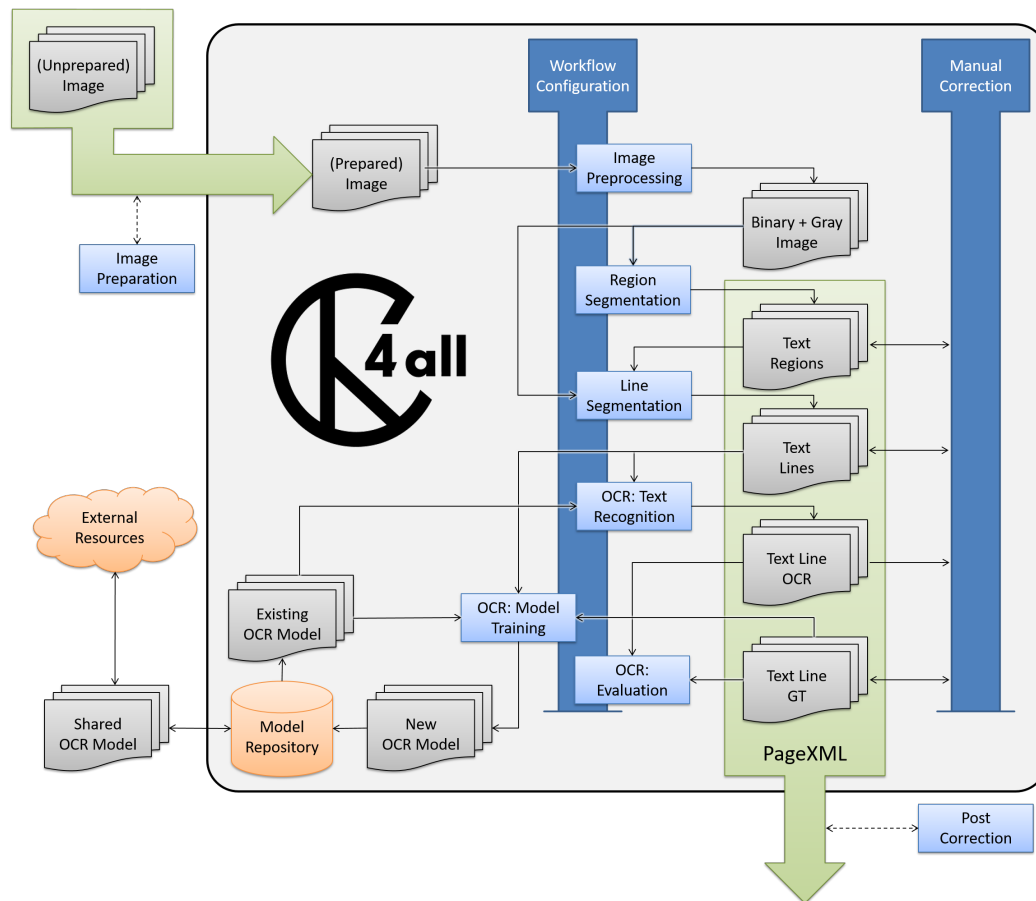 (Unprepared)
Image
Workflow
Configuration
Manual
Correction
(Prepared)
Image
Image
Preprocessing
Binary + Gray
Image
Image
Preparation
Region
Segmentation
4 all
Text
Regions
Line
Segmentation
Text
Lines
External
Resources
OCR: Text
Recognition
Text Line
OCR
Existing
OCR Model
OCR: Model
Training
OCR:
Evaluation
Text Line
GT
Shared
OCR Model
Model
Repository
New
OCR Model
PageXML
Post
Correction